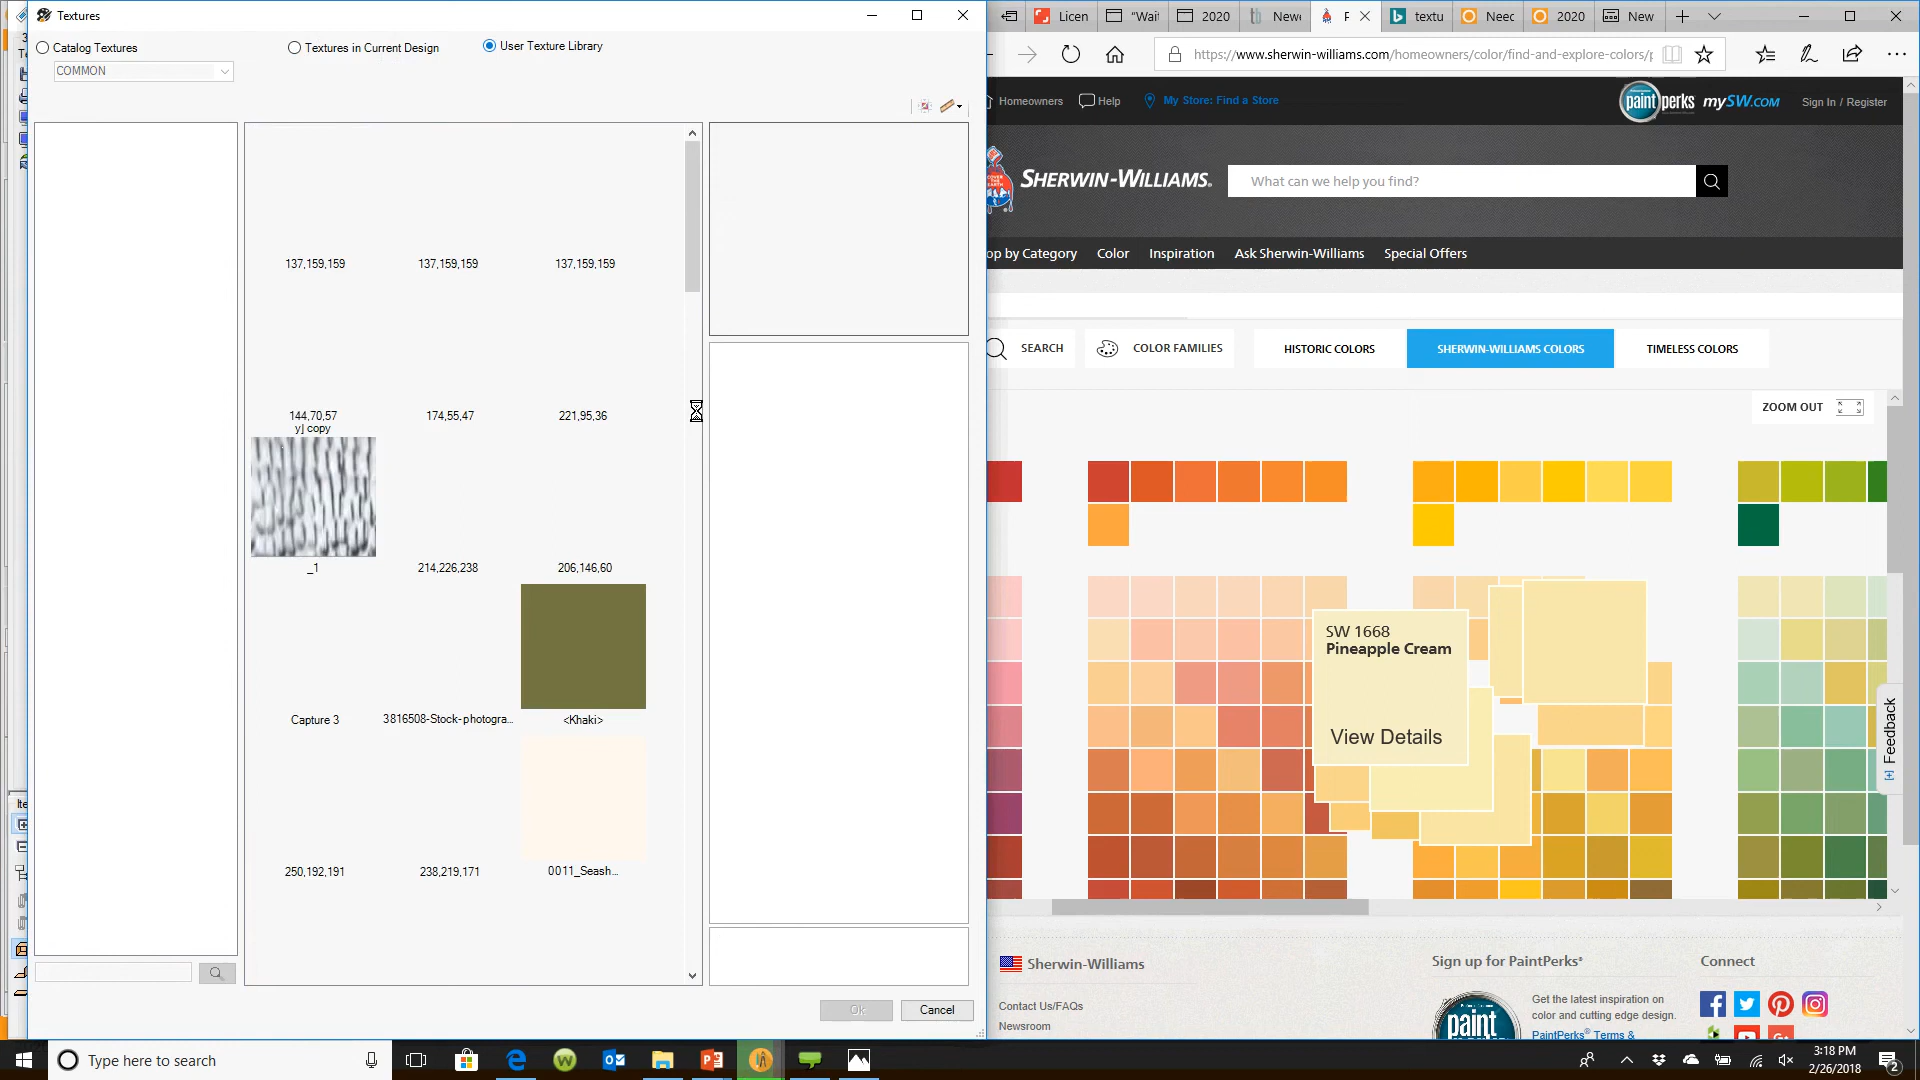 Textures
Catalog Textures
Textures in Current Design
User Texture Library
COMMON
137,159,159
137,159,159
137,159,159
144,70,57
174,55,47
221,95,36
y] copy
_1
214,226,238
206,146,60
Capture 3
3816508-Stock-photogra...
<Khaki>
250,192,191
238,219,171
0011_Seash...
Ok
Cancel
Licen
"Wai
2020
New
F
textu
Neec
2020
New
https://www.sherwin-williams.com/homeowners/color/find-and-explore-colors/p
Homeowners
Help
My Store: Find a Store
paint perks
mySW.com
Sign In / Register
COVER THE EARTH
SHERWIN-WILLIAMS.
What can we help you find?
op by Category
Color
Inspiration
Ask Sherwin-Williams
Special Offers
SEARCH
COLOR FAMILIES
HISTORIC COLORS
SHERWIN-WILLIAMS COLORS
TIMELESS COLORS
ZOOM OUT
SW 1668
Pineapple Cream
View Details
Feedback
Sherwin-Williams
Contact Us/FAQs
Newsroom
Sign up for PaintPerks®
paint
Get the latest inspiration on
color and cutting edge design.
PaintPerks® Terms &
Connect
Ite
Type here to search
3:18 PM
2/26/2018
2